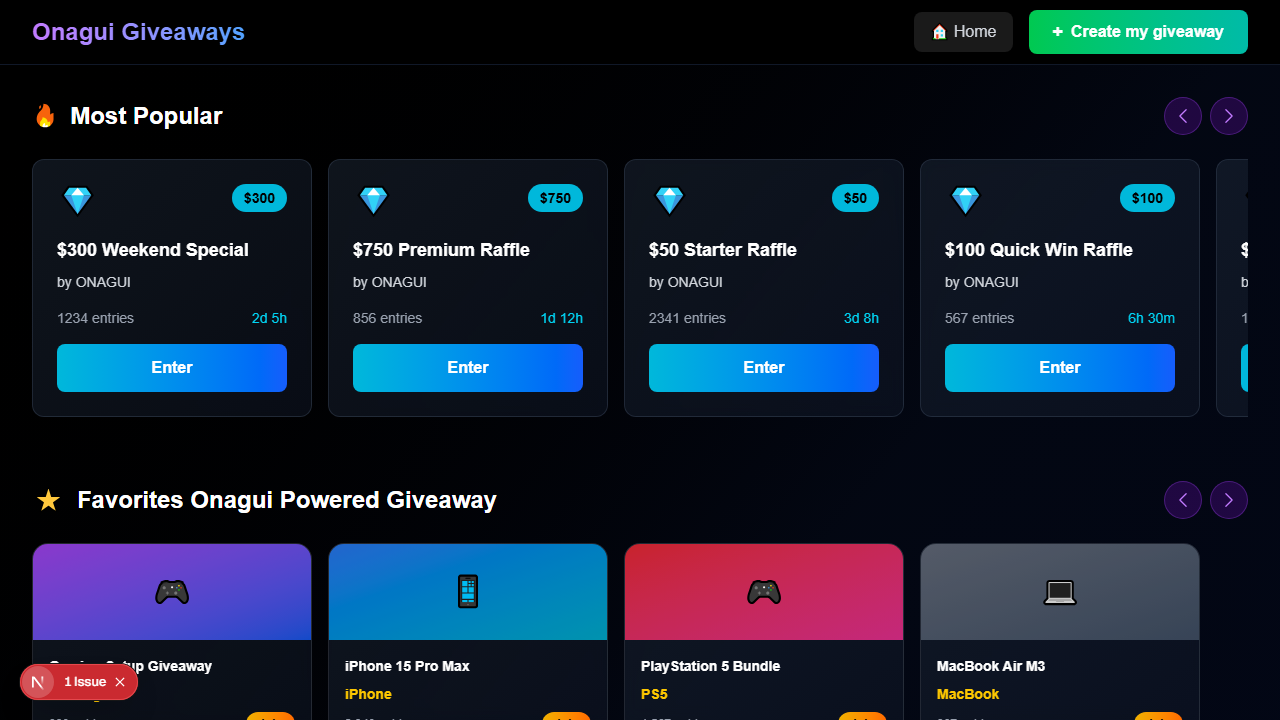 Onagui Giveaways
Home
+ Create my giveaway
Most Popular
$300
$750
$50
$100
$300 Weekend Special
$750 Premium Raffle
$50 Starter Raffle
$100 Quick Win Raffle
by ONAGUI
by ONAGUI
by ONAGUI
by ONAGUI
1234 entries
2d 5h
856 entries
1d 12h
2341 entries
3d 8h
567 entries
6h 30m
Enter
Enter
Enter
Enter
Favorites Onagui Powered Giveaway
Giveaway
iPhone 15 Pro Max
PlayStation 5 Bundle
MacBook Air M3
iPhone
PS5
MacBook
N
1 Issue